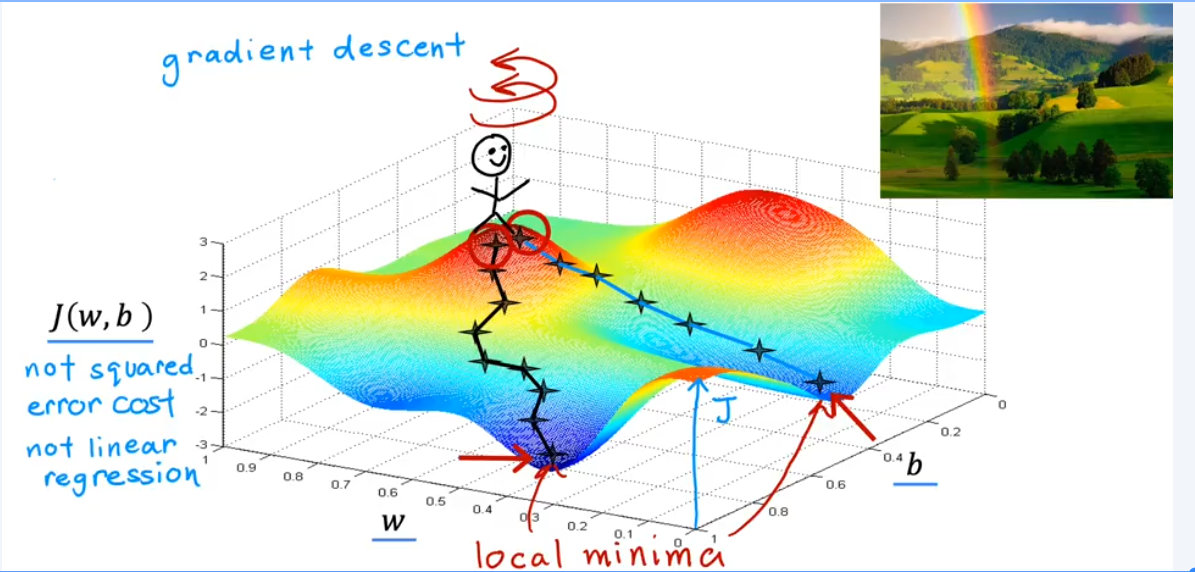 gradient descent
J(w, b)
not squared
error cost
not linear
regression
3
2
1
0
-1
-2
-3
1
0.9
0.8
0.7
0.6
0.5
0.4
0.3
0.2
0.1
0
w
J
0
0.2
0.4
0.6
0.8
1
b
local minima